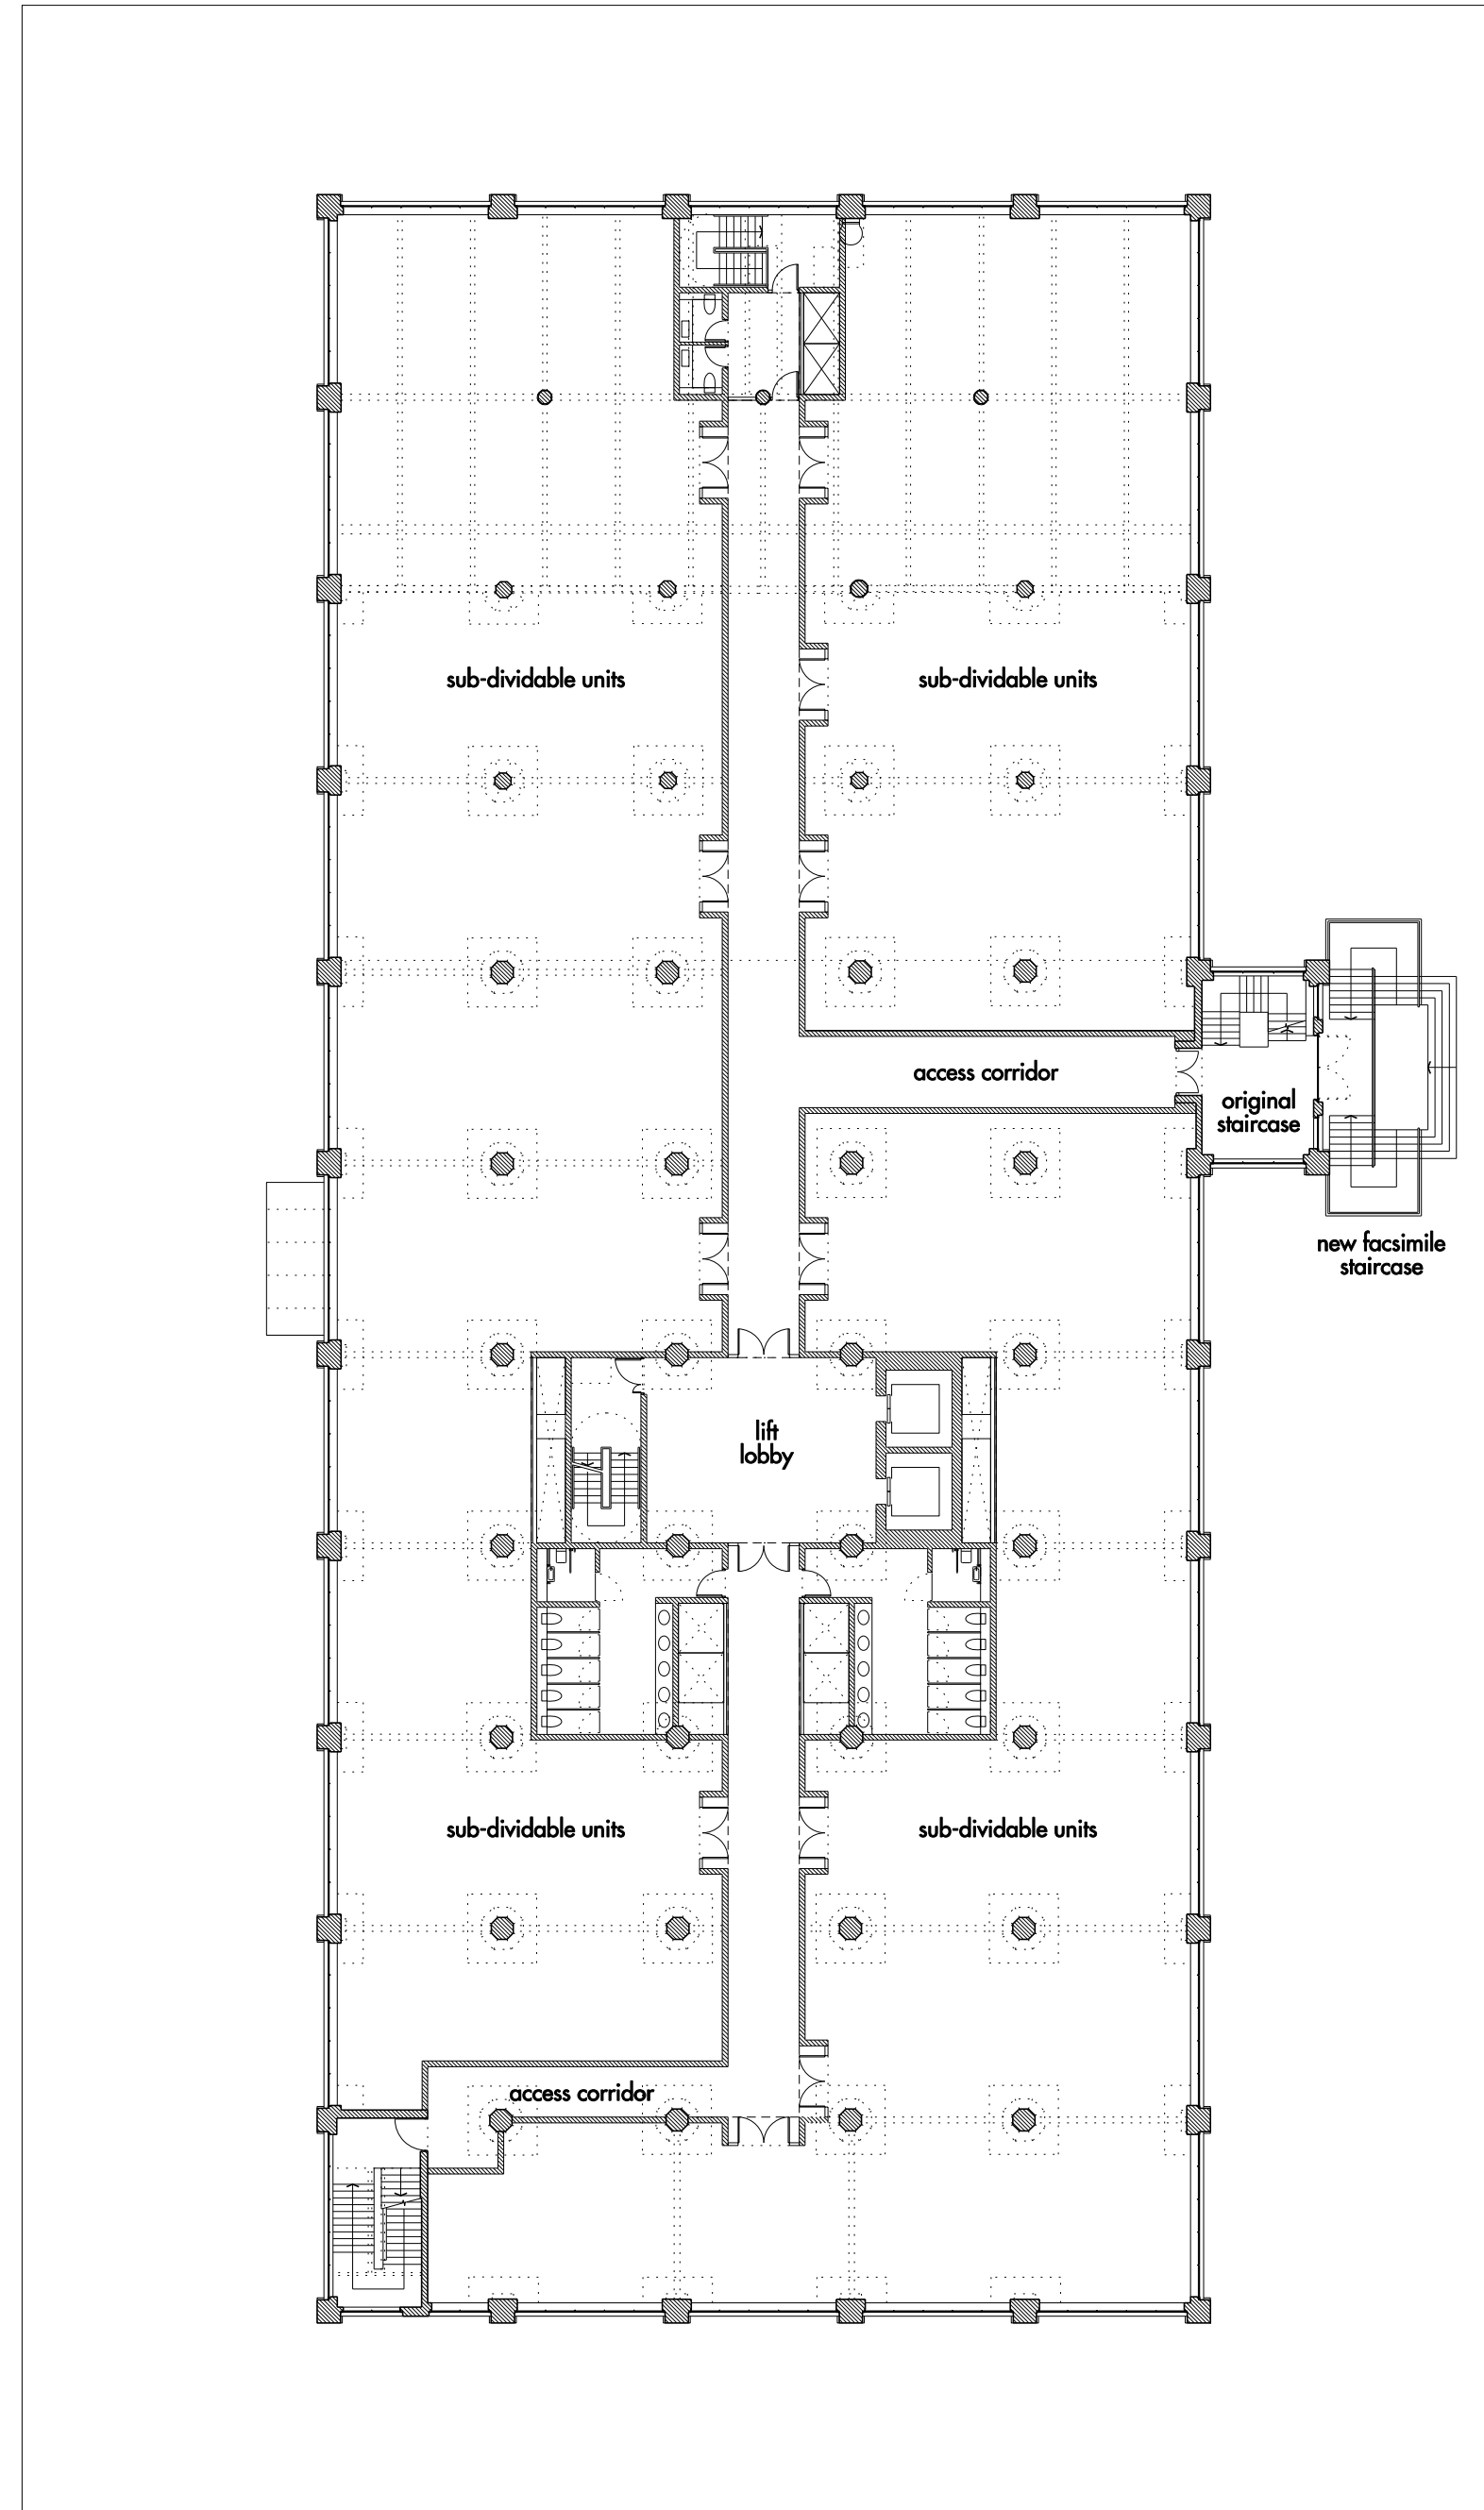 sub-dividable units
sub-dividable units
access corridor
original
staircase
new facsimile
staircase
lift
lobby
sub-dividable units
sub-dividable units
access corridor